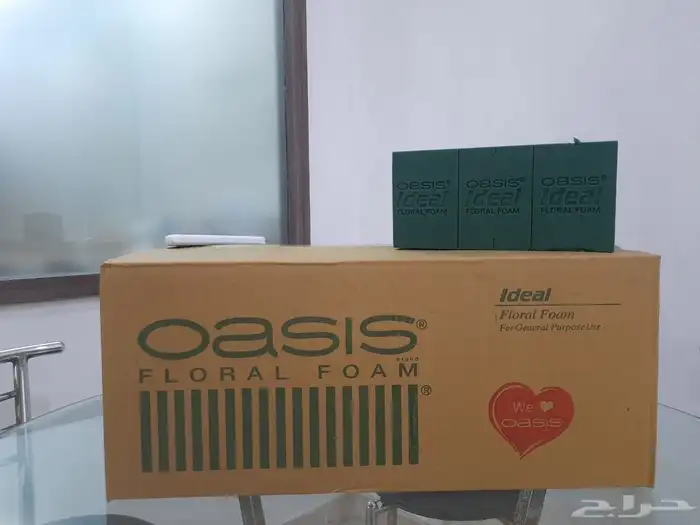 OASIS® Ideal FLORAL FOAM
OASIS® Ideal FLORAL FOAM
OASIS® Ideal FLORAL FOAM
Ideal
Floral Foam
For General Purpose Use
oasis®
brand
FLORAL FOAM
®
We
oasis
حراج